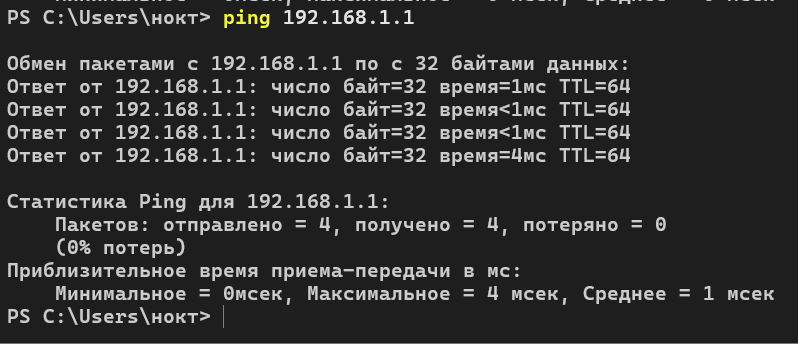 PS C:\Users\нокт> ping 192.168.1.1
Обмен пакетами с 192.168.1.1 по с 32 байтами данных:
Ответ от 192.168.1.1: число байт=32 время=1мс TTL=64
Ответ от 192.168.1.1: число байт=32 время<1мс TTL=64
Ответ от 192.168.1.1: число байт=32 время<1мс TTL=64
Ответ от 192.168.1.1: число байт=32 время=4мс TTL=64
Статистика Ping для 192.168.1.1:
Пакетов: отправлено = 4, получено = 4, потеряно = 0
(0% потерь)
Приблизительное время приема-передачи в мс:
Минимальное = 0мсек, Максимальное = 4 мсек, Среднее = 1 мсек
PS C:\Users\нокт>